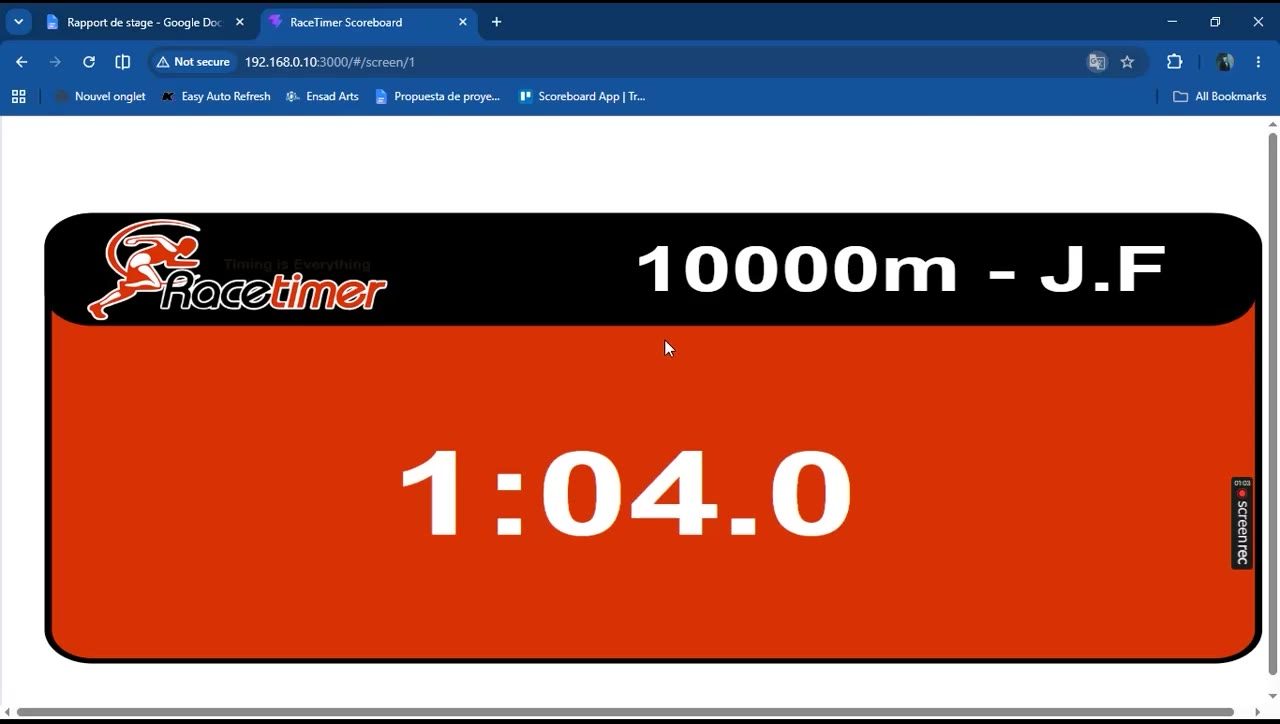 Rapport de stage - Google Doc
RaceTimer Scoreboard
Not secure
192.168.0.10:3000/#/screen/1
Nouvel onglet
Easy Auto Refresh
Ensad Arts
Propuesta de proye...
Scoreboard App | Tr...
All Bookmarks
Timing is Everything
Racetimer
10000m - J.F
1:04.0
01:03
screenrec